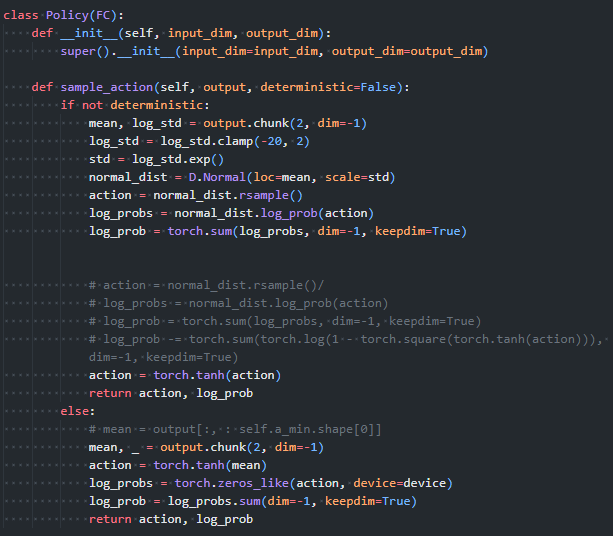 class Policy(FC):
    def __init__(self, input_dim, output_dim):
        super().__init__(input_dim=input_dim, output_dim=output_dim)

    def sample_action(self, output, deterministic=False):
        if not deterministic:
            mean, log_std = output.chunk(2, dim=-1)
            log_std = log_std.clamp(-20, 2)
            std = log_std.exp()
            normal_dist = D.Normal(loc=mean, scale=std)
            action = normal_dist.rsample()
            log_probs = normal_dist.log_prob(action)
            log_prob = torch.sum(log_probs, dim=-1, keepdim=True)


            # action = normal_dist.rsample()/
            # log_probs = normal_dist.log_prob(action)
            # log_prob = torch.sum(log_probs, dim=-1, keepdim=True)
            # log_prob -= torch.sum(torch.log(1 - torch.square(torch.tanh(action))),
            dim=-1, keepdim=True)
            action = torch.tanh(action)
            return action, log_prob
        else:
            # mean = output[:, : self.a_min.shape[0]]
            mean, _ = output.chunk(2, dim=-1)
            action = torch.tanh(mean)
            log_probs = torch.zeros_like(action, device=device)
            log_prob = log_probs.sum(dim=-1, keepdim=True)
            return action, log_prob